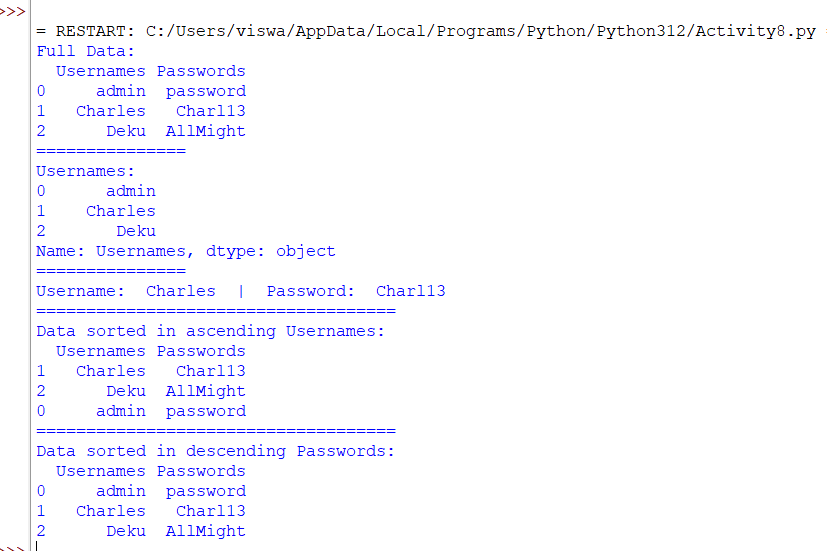 >>>
= RESTART: C:/Users/viswa/AppData/Local/Programs/Python/Python312/Activity8.py =
Full Data:
  Usernames Passwords
0     admin  password
1   Charles   Charl13
2      Deku  AllMight
===============
Usernames:
0      admin
1    Charles
2       Deku
Name: Usernames, dtype: object
===============
Username:  Charles  |  Password:  Charl13
====================================
Data sorted in ascending Usernames:
  Usernames Passwords
1   Charles   Charl13
2      Deku  AllMight
0     admin  password
====================================
Data sorted in descending Passwords:
  Usernames Passwords
0     admin  password
1   Charles   Charl13
2      Deku  AllMight
>>>